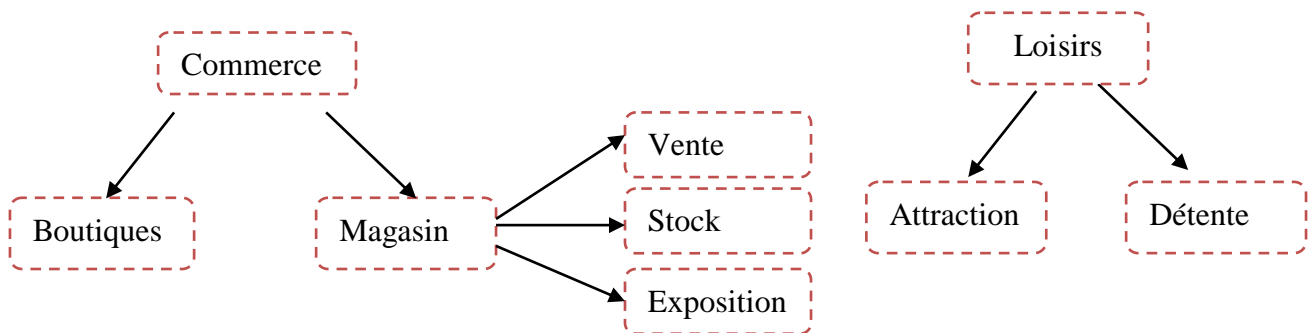 Commerce
Boutiques
Magasin
Vente
Stock
Exposition
Loisirs
Attraction
Détente